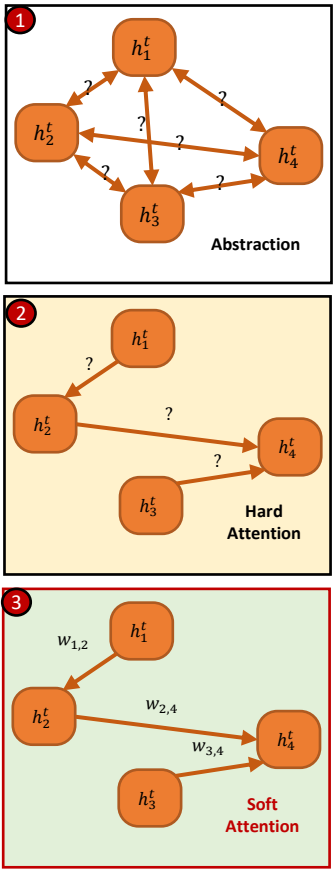 1
h_1^t
?
?
h_2^t
?
?
h_4^t
?
?
h_3^t
Abstraction
2
h_1^t
?
?
h_2^t
h_4^t
?
h_3^t
Hard
Attention
3
h_1^t
w_{1,2}
w_{2,4}
h_2^t
h_4^t
w_{3,4}
h_3^t
Soft
Attention